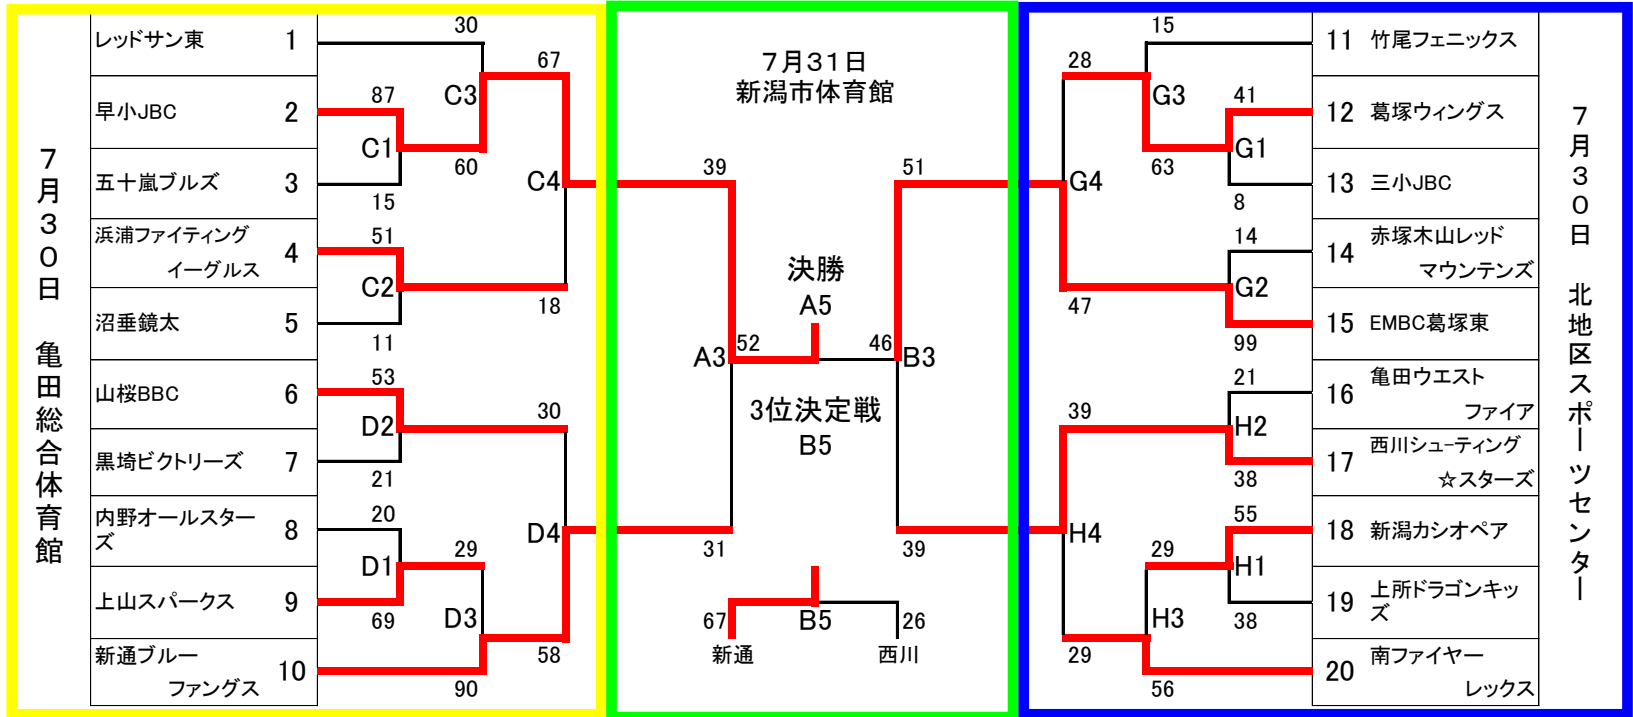 7月30日 亀田総合体育館
レッドサン東 1
早小JBC 2
五十嵐ブルズ 3
浜浦ファイティング
イーグルス 4
沼垂鏡太 5
山桜BBC 6
黒埼ビクトリーズ 7
内野オールスター
ズ 8
上山スパークス 9
新通ブルー
ファングス 10
30
87
C1
15
60
C3
67
51
C2
11
18
C4
53
D2
21
30
20
D1
69
29
D3
90
58
D4
7月31日
新潟市体育館
39
51
決勝
A5
A3
52
46
B3
3位決定戦
B5
31
39
67
B5
26
新通
西川
15
28
G3
41
G1
63
8
G4
14
G2
47
99
21
39
H2
38
55
H4
29
H1
38
H3
29
56
11 竹尾フェニックス
12 葛塚ウィングス
13 三小JBC
14 赤塚木山レッド
マウンテンズ
15 EMBC葛塚東
16 亀田ウエスト
ファイア
17 西川シューティング
☆スターズ
18 新潟カシオペア
19 上所ドラゴンキッ
ズ
20 南ファイヤー
レックス
7月30日 北地区スポーツセンター